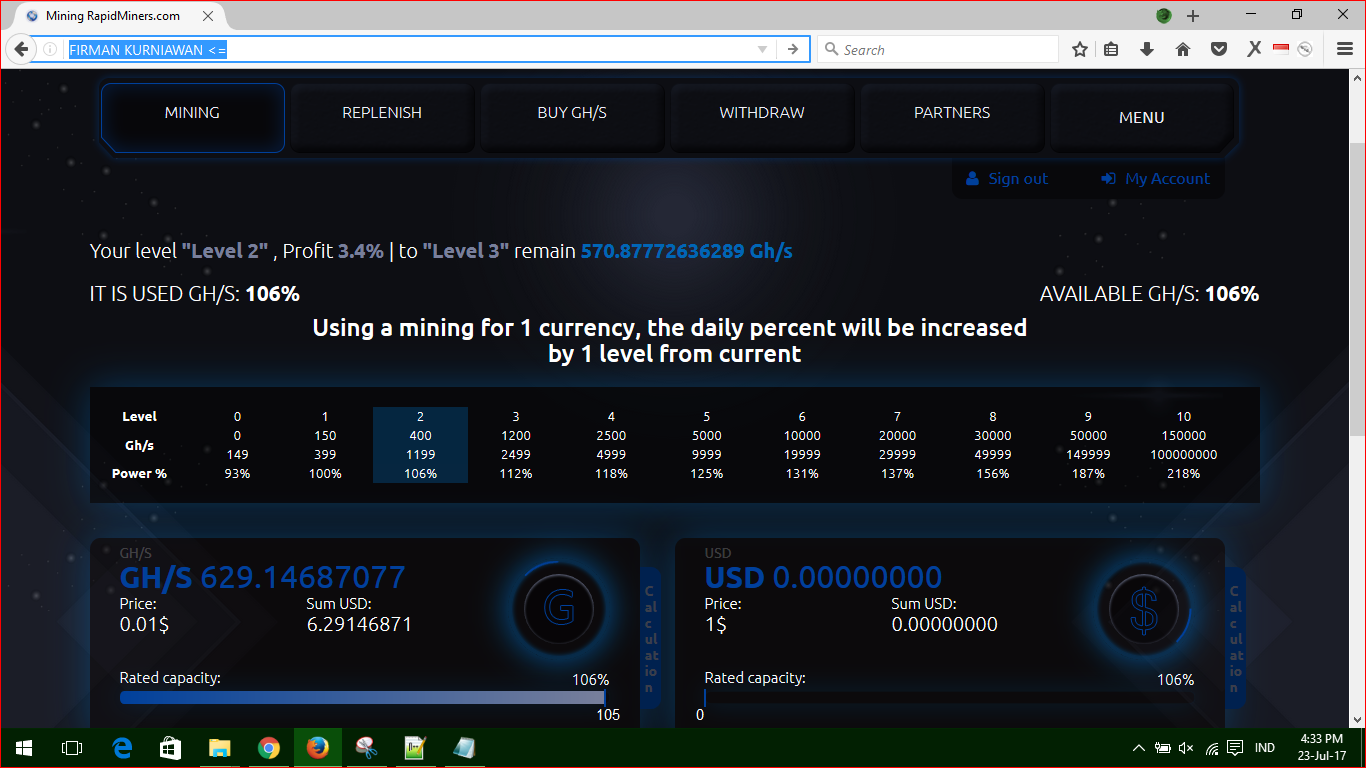 Mining RapidMiners.com
FIRMAN KURNIAWAN <=
Search
MINING
REPLENISH
BUY GH/S
WITHDRAW
PARTNERS
MENU
Sign out
My Account
Your level "Level 2" , Profit 3.4% | to "Level 3" remain 570.87772636289 Gh/s
IT IS USED GH/S: 106%
AVAILABLE GH/S: 106%
Using a mining for 1 currency, the daily percent will be increased
by 1 level from current
Level 0 1 2 3 4 5 6 7 8 9 10
Gh/s
0 150 400 1200 2500 5000 10000 20000 30000 50000 150000
149 399 1199 2499 4999 9999 19999 29999 49999 149999 100000000
Power % 93% 100% 106% 112% 118% 125% 131% 137% 156% 187% 218%
GH/S
GH/S 629.14687077
Price:
Sum USD:
0.01$
6.29146871
G
Calculation
Rated capacity:
106%
105
USD
USD 0.00000000
Price:
Sum USD:
1$
0.00000000
$
Calculation
Rated capacity:
106%
0
IND
4:33 PM
23-Jul-17